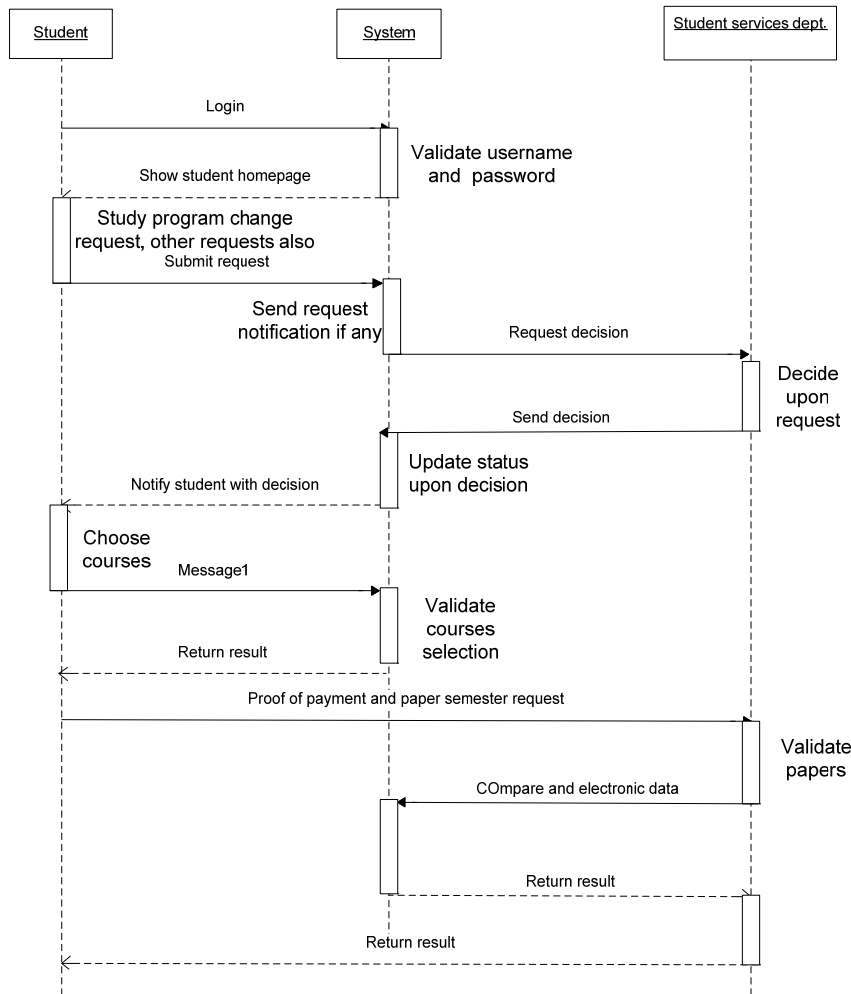 Student
System
Student services dept.
Login
Validate username
and password
Show student homepage
Study program change
request, other requests also
Submit request
Send request
notification if any
Request decision
Decide
upon
request
Send decision
Update status
upon decision
Notify student with decision
Choose
courses
Message1
Validate
courses
selection
Return result
Proof of payment and paper semester request
Validate
papers
COmpare and electronic data
Return result
Return result